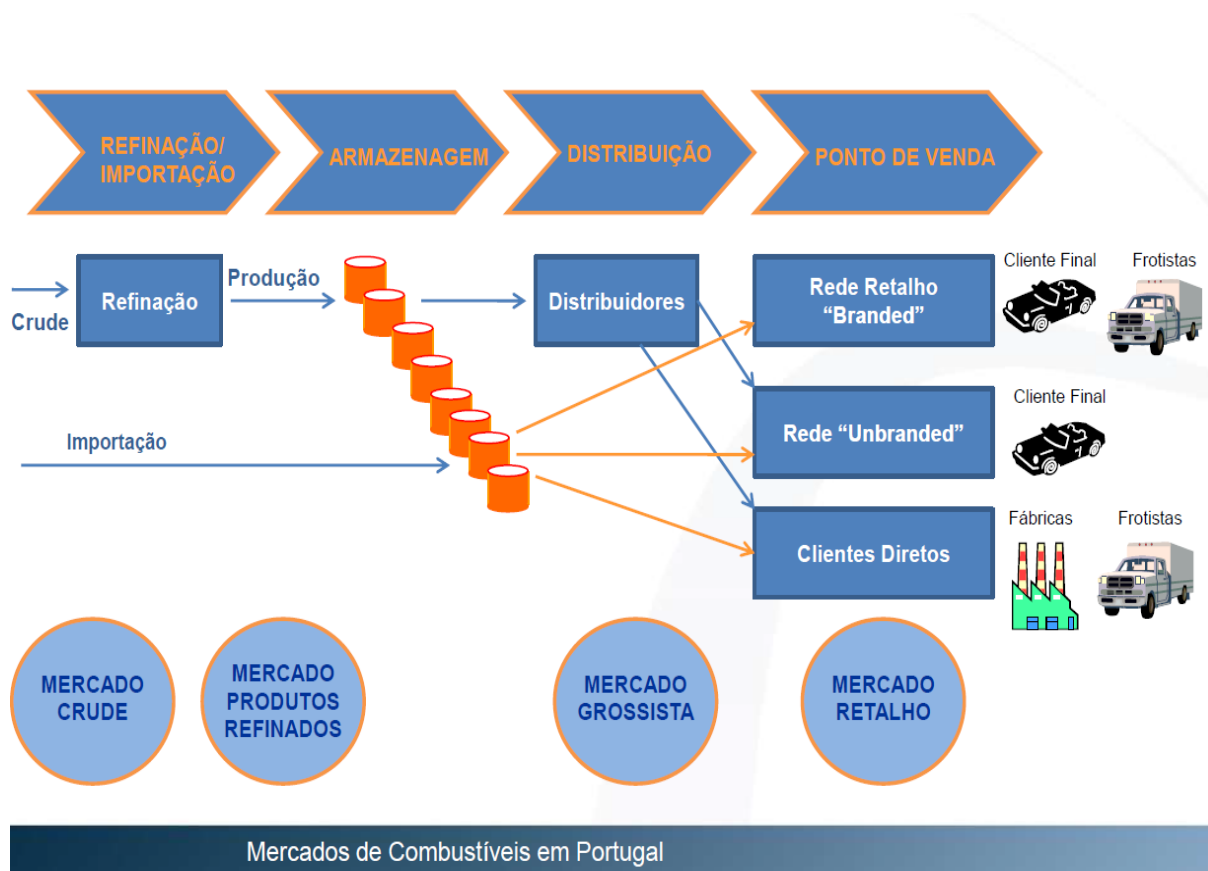 REFINAÇÃO/
IMPORTAÇÃO
ARMAZENAGEM
DISTRIBUIÇÃO
PONTO DE VENDA
Crude
Refinação
Produção
Distribuidores
Rede Retalho
“Branded”
Cliente Final
Frotistas
Importação
Rede “Unbranded”
Cliente Final
Clientes Diretos
Fábricas
Frotistas
MERCADO
CRUDE
MERCADO
PRODUTOS
REFINADOS
MERCADO
GROSSISTA
MERCADO
RETALHO
Mercados de Combustíveis em Portugal